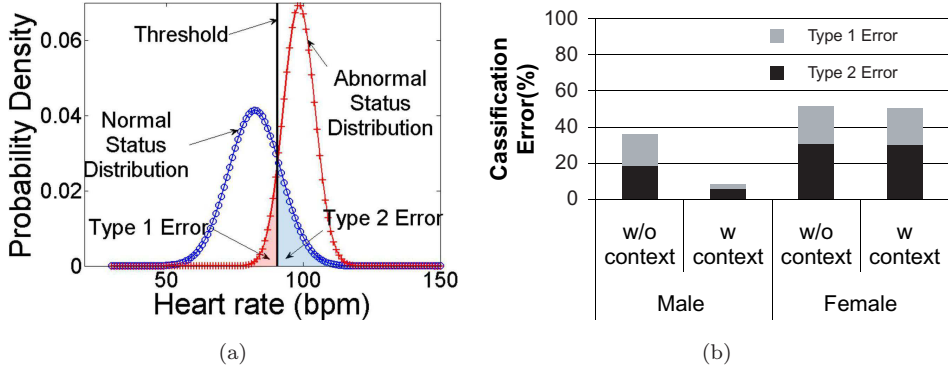 Probability Density
0.06
0.04
0.02
0
Threshold
Abnormal
Status
Distribution
Normal
Status
Distribution
Type 1 Error
Type 2 Error
50
100
150
Heart rate (bpm)
(a)
Cassification
Error(%)
100
80
60
40
20
0
Type 1 Error
Type 2 Error
w/o
context
w
context
w/o
context
w
context
Male
Female
(b)